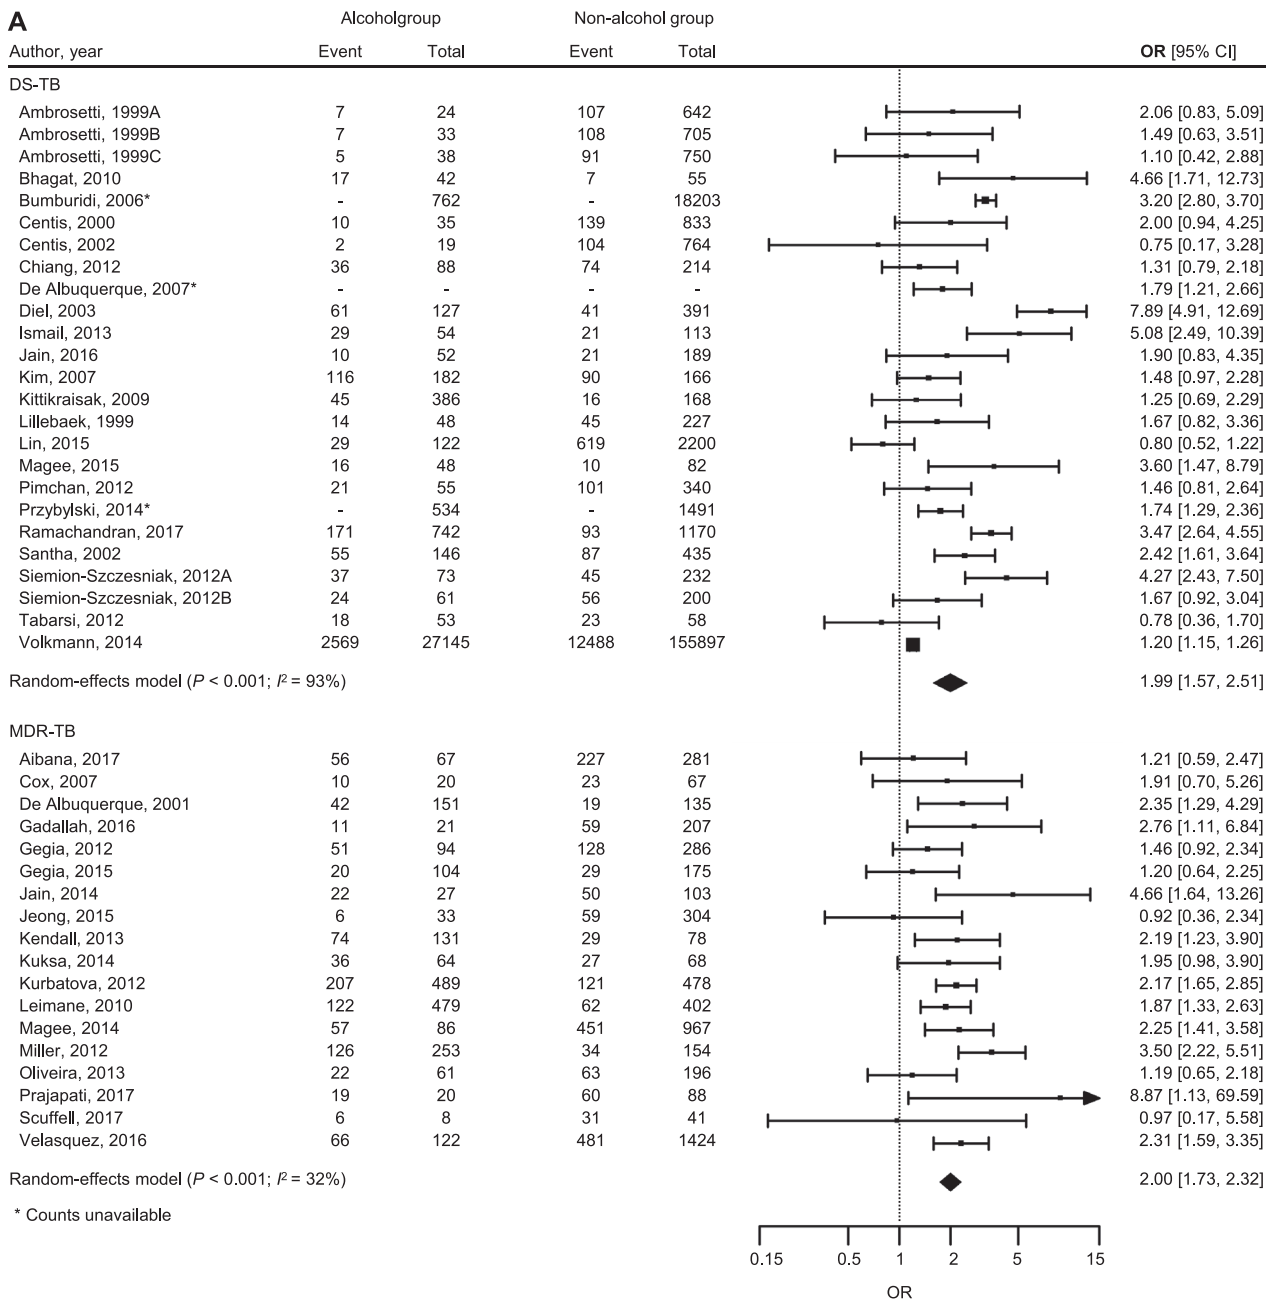 A
Alcoholgroup Non-alcohol group
Author, year Event Total Event Total OR [95% CI]
DS-TB
Ambrosetti, 1999A 7 24 107 642 2.06 [0.83, 5.09]
Ambrosetti, 1999B 7 33 108 705 1.49 [0.63, 3.51]
Ambrosetti, 1999C 5 38 91 750 1.10 [0.42, 2.88]
Bhagat, 2010 17 42 7 55 4.66 [1.71, 12.73]
Bumburidi, 2006* - 762 - 18203 3.20 [2.80, 3.70]
Centis, 2000 10 35 139 833 2.00 [0.94, 4.25]
Centis, 2002 2 19 104 764 0.75 [0.17, 3.28]
Chiang, 2012 36 88 74 214 1.31 [0.79, 2.18]
De Albuquerque, 2007* - - - - 1.79 [1.21, 2.66]
Diel, 2003 61 127 41 391 7.89 [4.91, 12.69]
Ismail, 2013 29 54 21 113 5.08 [2.49, 10.39]
Jain, 2016 10 52 21 189 1.90 [0.83, 4.35]
Kim, 2007 116 182 90 166 1.48 [0.97, 2.28]
Kittikraisak, 2009 45 386 16 168 1.25 [0.69, 2.29]
Lillebaek, 1999 14 48 45 227 1.67 [0.82, 3.36]
Lin, 2015 29 122 619 2200 0.80 [0.52, 1.22]
Magee, 2015 16 48 10 82 3.60 [1.47, 8.79]
Pimchan, 2012 21 55 101 340 1.46 [0.81, 2.64]
Przybylski, 2014* - 534 - 1491 1.74 [1.29, 2.36]
Ramachandran, 2017 171 742 93 1170 3.47 [2.64, 4.55]
Santha, 2002 55 146 87 435 2.42 [1.61, 3.64]
Siemion-Szczesniak, 2012A 37 73 45 232 4.27 [2.43, 7.50]
Siemion-Szczesniak, 2012B 24 61 56 200 1.67 [0.92, 3.04]
Tabarsi, 2012 18 53 23 58 0.78 [0.36, 1.70]
Volkmann, 2014 2569 27145 12488 155897 1.20 [1.15, 1.26]
Random-effects model (P < 0.001; I² = 93%) 1.99 [1.57, 2.51]
MDR-TB
Aibana, 2017 56 67 227 281 1.21 [0.59, 2.47]
Cox, 2007 10 20 23 67 1.91 [0.70, 5.26]
De Albuquerque, 2001 42 151 19 135 2.35 [1.29, 4.29]
Gadallah, 2016 11 21 59 207 2.76 [1.11, 6.84]
Gegia, 2012 51 94 128 286 1.46 [0.92, 2.34]
Gegia, 2015 20 104 29 175 1.20 [0.64, 2.25]
Jain, 2014 22 27 50 103 4.66 [1.64, 13.26]
Jeong, 2015 6 33 59 304 0.92 [0.36, 2.34]
Kendall, 2013 74 131 29 78 2.19 [1.23, 3.90]
Kuksa, 2014 36 64 27 68 1.95 [0.98, 3.90]
Kurbatova, 2012 207 489 121 478 2.17 [1.65, 2.85]
Leimane, 2010 122 479 62 402 1.87 [1.33, 2.63]
Magee, 2014 57 86 451 967 2.25 [1.41, 3.58]
Miller, 2012 126 253 34 154 3.50 [2.22, 5.51]
Oliveira, 2013 22 61 63 196 1.19 [0.65, 2.18]
Prajapati, 2017 19 20 60 88 8.87 [1.13, 69.59]
Scuffell, 2017 6 8 31 41 0.97 [0.17, 5.58]
Velasquez, 2016 66 122 481 1424 2.31 [1.59, 3.35]
Random-effects model (P < 0.001; I² = 32%) 2.00 [1.73, 2.32]
* Counts unavailable
0.15 0.5 1 2 5 15
OR